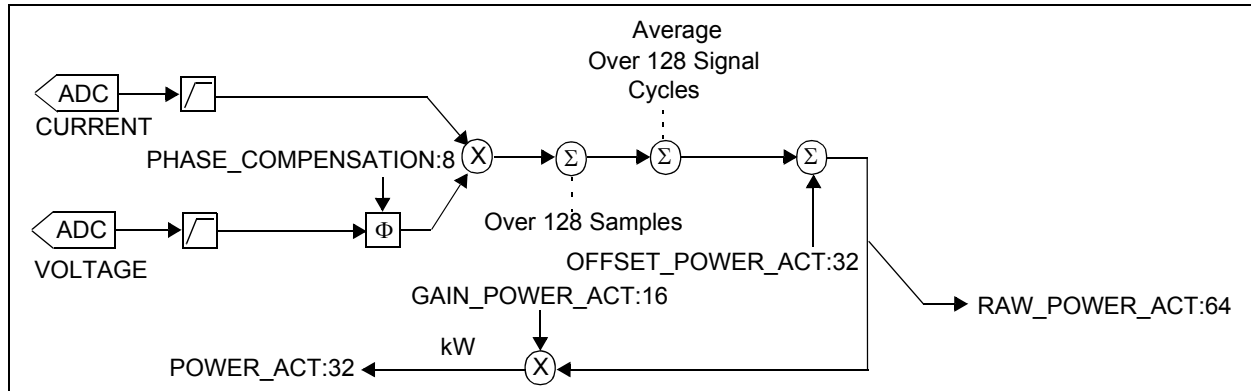 Average
Over 128 Signal
Cycles
ADC
CURRENT
PHASE_COMPENSATION:8
X
Σ
Σ
Σ
Over 128 Samples
ADC
Φ
VOLTAGE
OFFSET_POWER_ACT:32
GAIN_POWER_ACT:16
RAW_POWER_ACT:64
kW
POWER_ACT:32
X